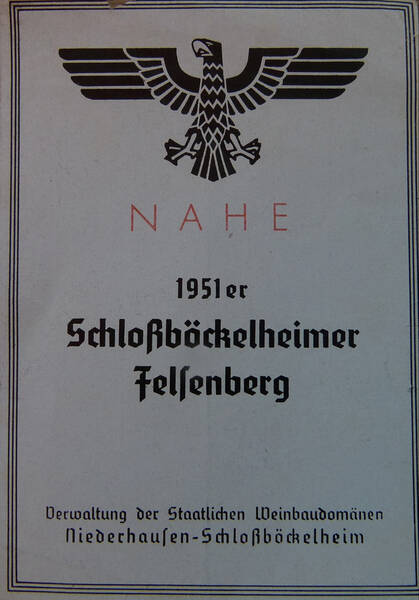 NAHE
1951er
Schloßböckelheimer
Felsenberg
Verwaltung der Staatlichen Weinbaudomänen
Niederhausen-Schloßböckelheim